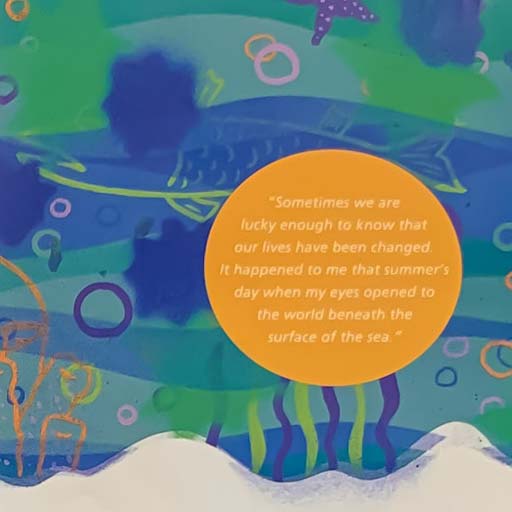 "Sometimes we are
lucky enough to know that
our lives have been changed.
It happened to me that summer's
day when my eyes opened to
the world beneath the
surface of the sea."